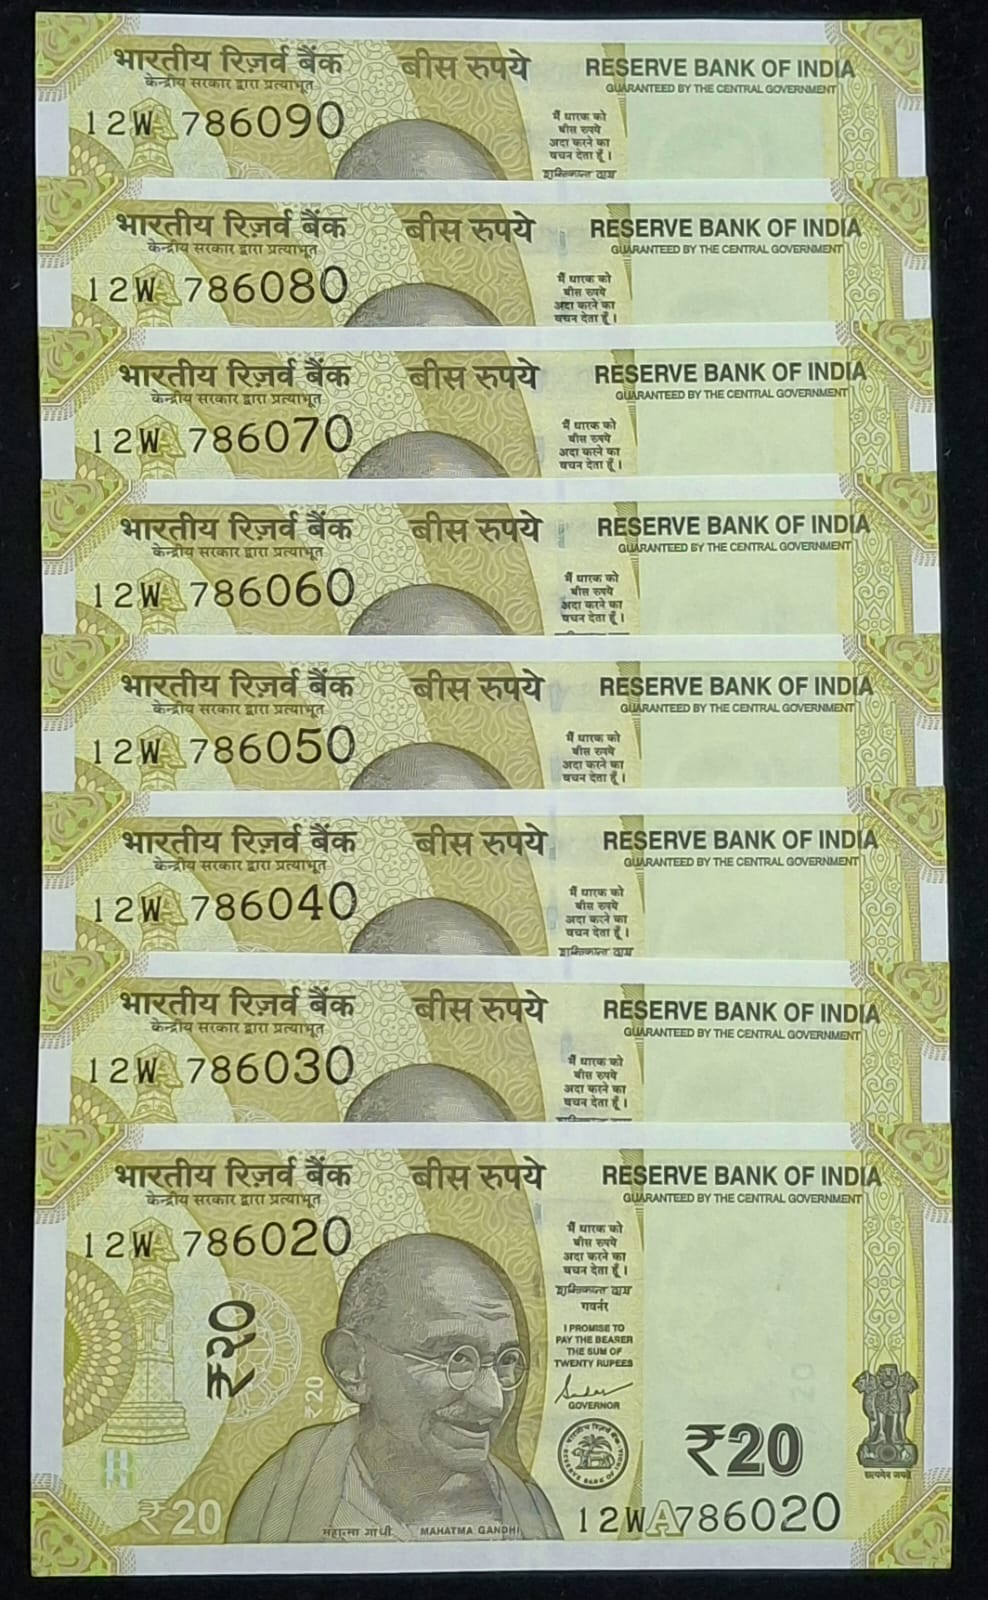 भारतीय रिज़र्व बैंक बीस रुपये RESERVE BANK OF INDIA
केन्द्रीय सरकार द्वारा प्रत्याभूत GUARANTEED BY THE CENTRAL GOVERNMENT
12W 786090
मैं धारक को
बीस रुपये
अदा करने का
वचन देता हूँ ।
शक्तिकान्त दास
भारतीय रिज़र्व बैंक बीस रुपये RESERVE BANK OF INDIA
केन्द्रीय सरकार द्वारा प्रत्याभूत GUARANTEED BY THE CENTRAL GOVERNMENT
12W 786080
मैं धारक को
बीस रुपये
अदा करने का
वचन देता हूँ ।
भारतीय रिज़र्व बैंक बीस रुपये RESERVE BANK OF INDIA
केन्द्रीय सरकार द्वारा प्रत्याभूत GUARANTEED BY THE CENTRAL GOVERNMENT
12W 786070
मैं धारक को
बीस रुपये
अदा करने का
वचन देता हूँ ।
भारतीय रिज़र्व बैंक बीस रुपये RESERVE BANK OF INDIA
केन्द्रीय सरकार द्वारा प्रत्याभूत GUARANTEED BY THE CENTRAL GOVERNMENT
12W 786060
मैं धारक को
बीस रुपये
अदा करने का
वचन देता हूँ ।
भारतीय रिज़र्व बैंक बीस रुपये RESERVE BANK OF INDIA
केन्द्रीय सरकार द्वारा प्रत्याभूत GUARANTEED BY THE CENTRAL GOVERNMENT
12W 786050
मैं धारक को
बीस रुपये
अदा करने का
वचन देता हूँ ।
भारतीय रिज़र्व बैंक बीस रुपये RESERVE BANK OF INDIA
केन्द्रीय सरकार द्वारा प्रत्याभूत GUARANTEED BY THE CENTRAL GOVERNMENT
12W 786040
मैं धारक को
बीस रुपये
अदा करने का
वचन देता हूँ ।
शक्तिकान्त दास
भारतीय रिज़र्व बैंक बीस रुपये RESERVE BANK OF INDIA
केन्द्रीय सरकार द्वारा प्रत्याभूत GUARANTEED BY THE CENTRAL GOVERNMENT
12W 786030
मैं धारक को
बीस रुपये
अदा करने का
वचन देता हूँ ।
भारतीय रिज़र्व बैंक बीस रुपये RESERVE BANK OF INDIA
केन्द्रीय सरकार द्वारा प्रत्याभूत GUARANTEED BY THE CENTRAL GOVERNMENT
12W 786020
मैं धारक को
बीस रुपये
अदा करने का
वचन देता हूँ ।
शक्तिकान्त दास
गवर्नर
₹२०
I PROMISE TO
PAY THE BEARER
THE SUM OF
TWENTY RUPEES
₹20
20
GOVERNOR
₹20
सत्यमेव जयते
₹20
12WA786020
महात्मा गांधी MAHATMA GANDHI